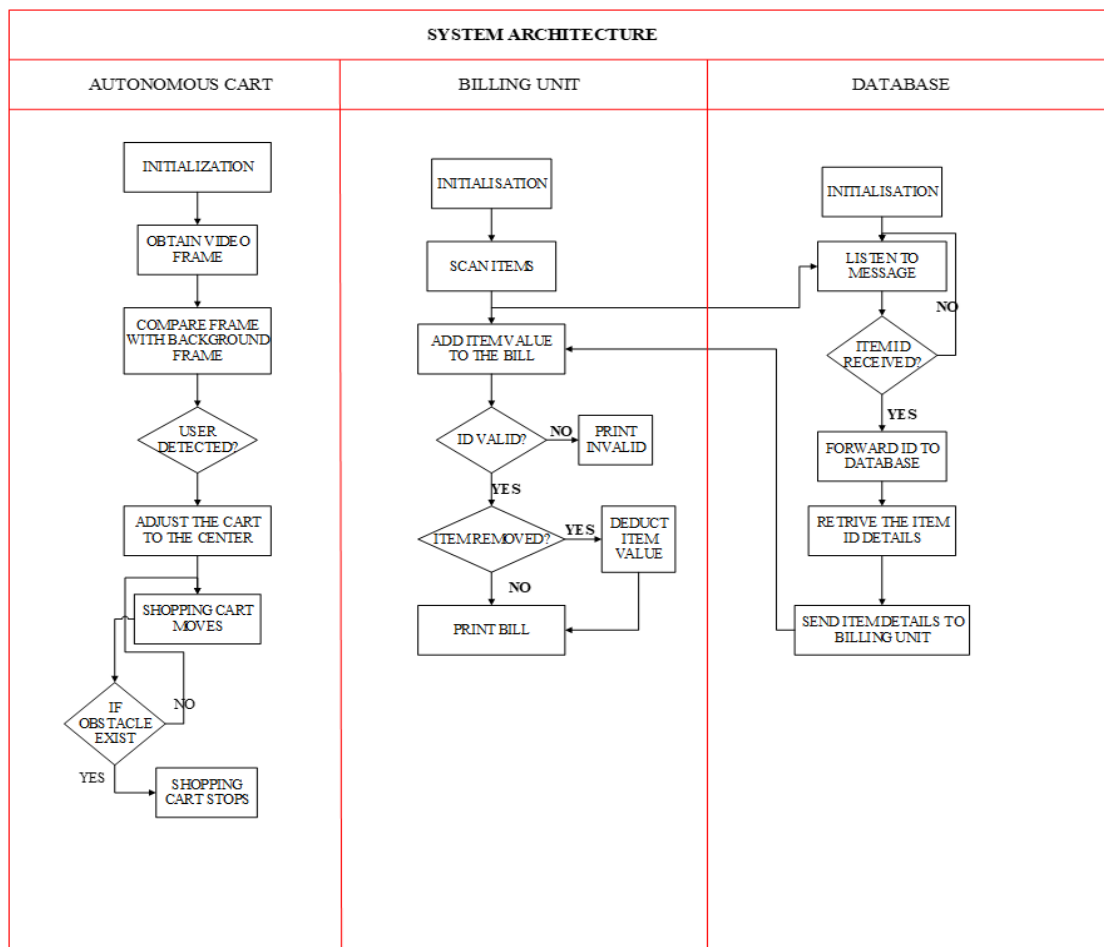 SYSTEM ARCHITECTURE
AUTONOMOUS CART
BILLING UNIT
DATABASE
INITIALIZATION
OBTAIN VIDEO
FRAME
COMPARE FRAME
WITH BACKGROUND
FRAME
USER
DETECTED?
ADJUST THE CART
TO THE CENTER
SHOPPING CART
MOVES
IF
OBSTACLE
EXIST
NO
YES
SHOPPING
CART STOPS
INITIALISATION
SCAN ITEMS
ADD ITEM VALUE
TO THE BILL
ID VALID?
NO
PRINT
INVALID
YES
ITEM REMOVED?
YES
DEDUCT
ITEM
VALUE
NO
PRINT BILL
INITIALISATION
LISTEN TO
MESSAGE
NO
ITEM ID
RECEIVED?
YES
FORWARD ID TO
DATABASE
RETRIVE THE ITEM
ID DETAILS
SEND ITEM DETAILS TO
BILLING UNIT